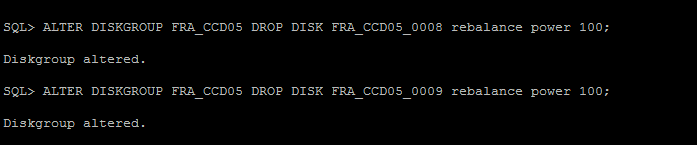 SQL> ALTER DISKGROUP FRA_CCD05 DROP DISK FRA_CCD05_0008 rebalance power 100;
Diskgroup altered.
SQL> ALTER DISKGROUP FRA_CCD05 DROP DISK FRA_CCD05_0009 rebalance power 100;
Diskgroup altered.